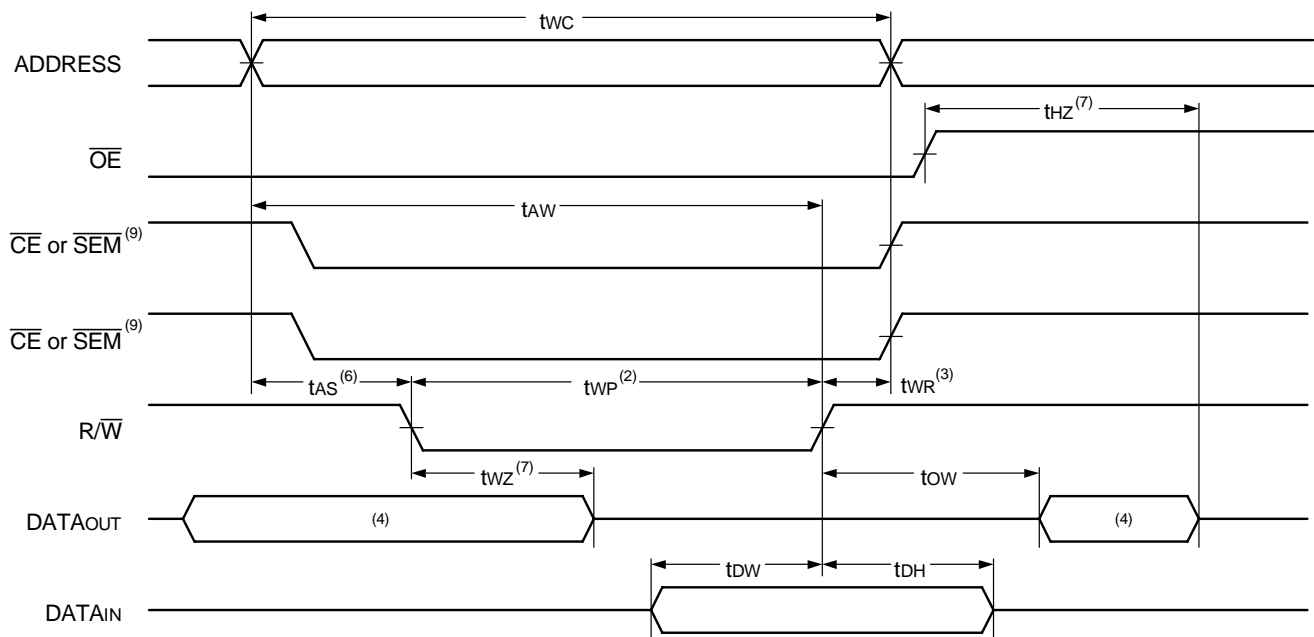 tWC
ADDRESS
tHZ(7)
OE
tAW
CE or SEM(9)
CE or SEM(9)
tAS(6) tWP(2) tWR(3)
R/W
tWZ(7) tOW
DATAOUT (4) (4)
tDW tDH
DATAIN